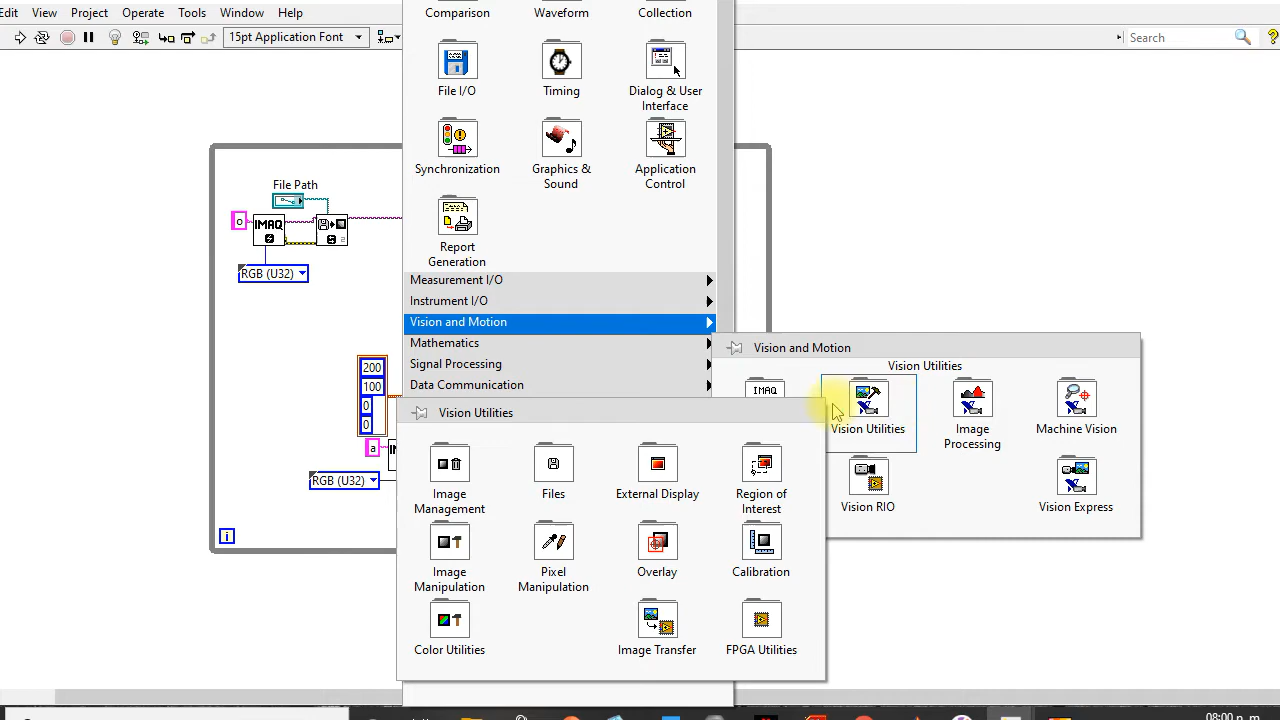 Edit View Project Operate Tools Window Help
15pt Application Font
Search
?
Comparison Waveform Collection
File I/O Timing Dialog & User
Interface
Synchronization Graphics &
Sound Application
Control
Report
Generation
Measurement I/O
Instrument I/O
Vision and Motion
Mathematics
Signal Processing
Data Communication
File Path
o
IMAQ
2
RGB (U32)
200
100
0
0
a
RGB (U32)
i
Vision and Motion
Vision Utilities
IMAQ
Vision Utilities
Image
Processing
Machine Vision
Vision RIO
Vision Express
Vision Utilities
Image
Management
Files
External Display
Region of
Interest
Image
Manipulation
Pixel
Manipulation
Overlay
Calibration
Color Utilities
Image Transfer
FPGA Utilities
08:00 p. m.